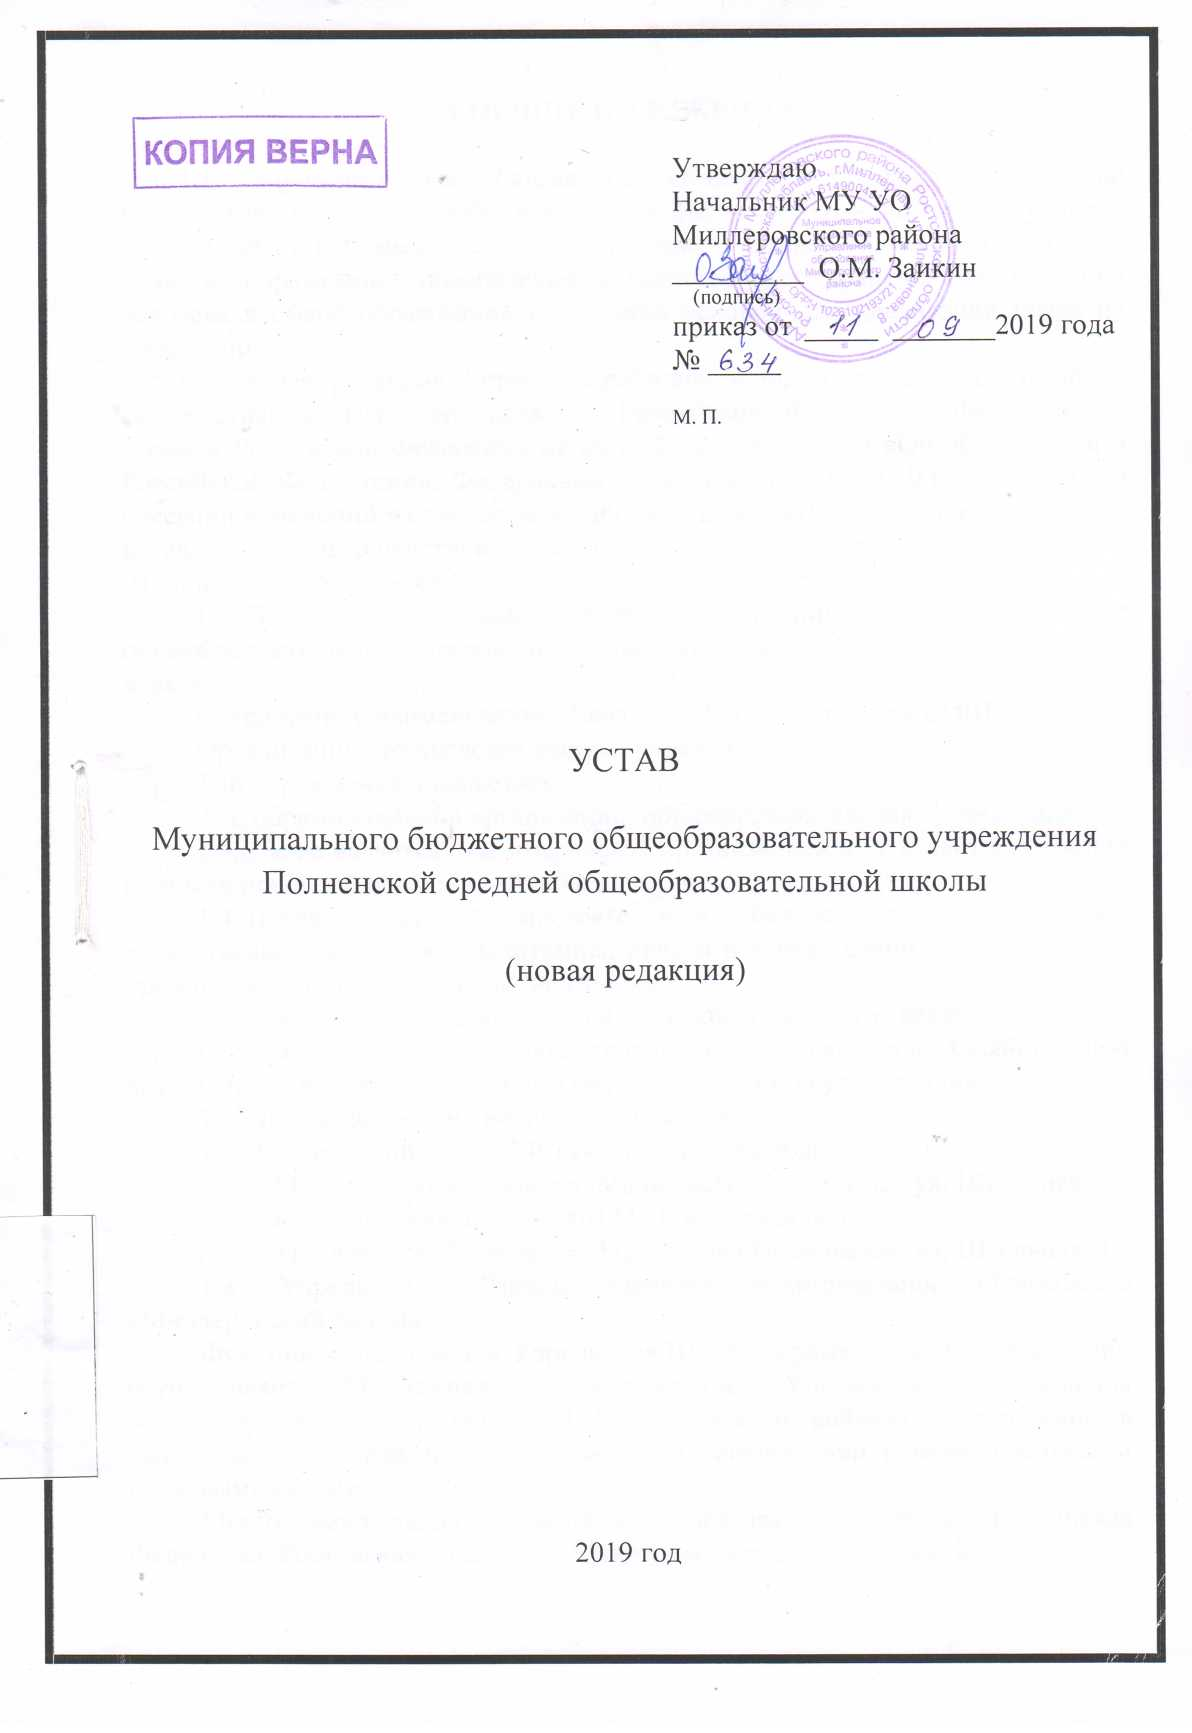 КОПИЯ ВЕРНА
Утверждаю
Начальник МУ УО
Миллеровского района
О.М. Заикин
(подпись)
приказ от 11 09 2019 года
№ 634
М. П.
УСТАВ
Муниципального бюджетного общеобразовательного учреждения
Полненской средней общеобразовательной школы
(новая редакция)
2019 год